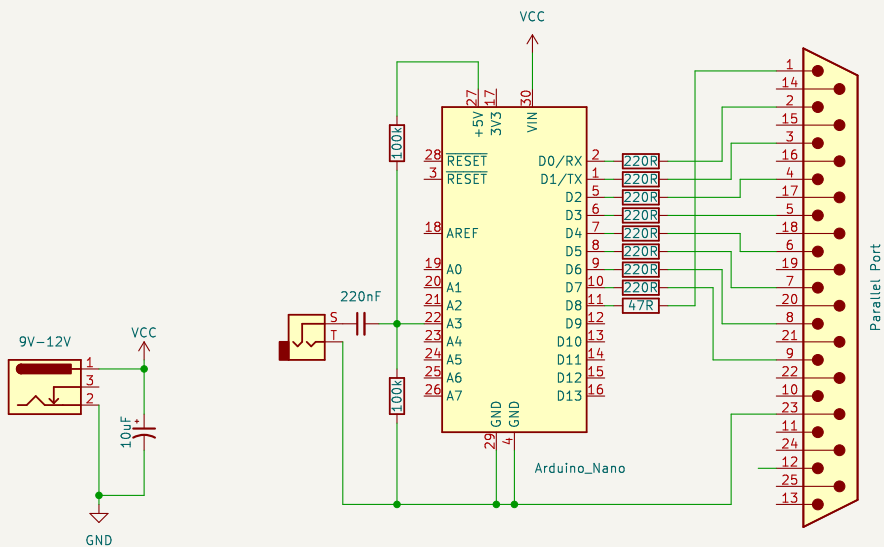 VCC
27
17
30
+5V
3V3
VIN
100k
28 RESET
3 RESET
18 AREF
19 A0
20 A1
21 A2
22 A3
23 A4
24 A5
25 A6
26 A7
D0/RX 2 220R
D1/TX 1 220R
D2 5 220R
D3 6 220R
D4 7 220R
D5 8 220R
D6 9 220R
D7 10 220R
D8 11 47R
D9 12
D10 13
D11 14
D12 15
D13 16
GND
GND
29
4
Arduino_Nano
220nF
S
T
100k
9V-12V
1
3
2
VCC
10uF
+
GND
1
14
2
15
3
16
4
17
5
18
6
19
7
20
8
21
9
22
10
23
11
24
12
25
13
Parallel Port